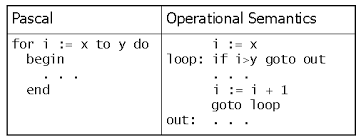 Pascal
Operational Semantics
for i := x to y do
begin
. . .
end
i := x
loop: if i>y goto out
. . .
i := i + 1
goto loop
out: . . .